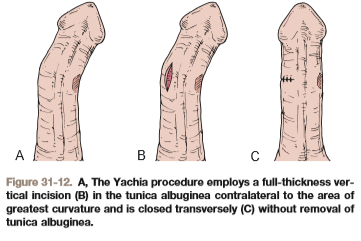 A B C
Figure 31-12. A, The Yachia procedure employs a full-thickness ver-
tical incision (B) in the tunica albuginea contralateral to the area of
greatest curvature and is closed transversely (C) without removal of
tunica albuginea.